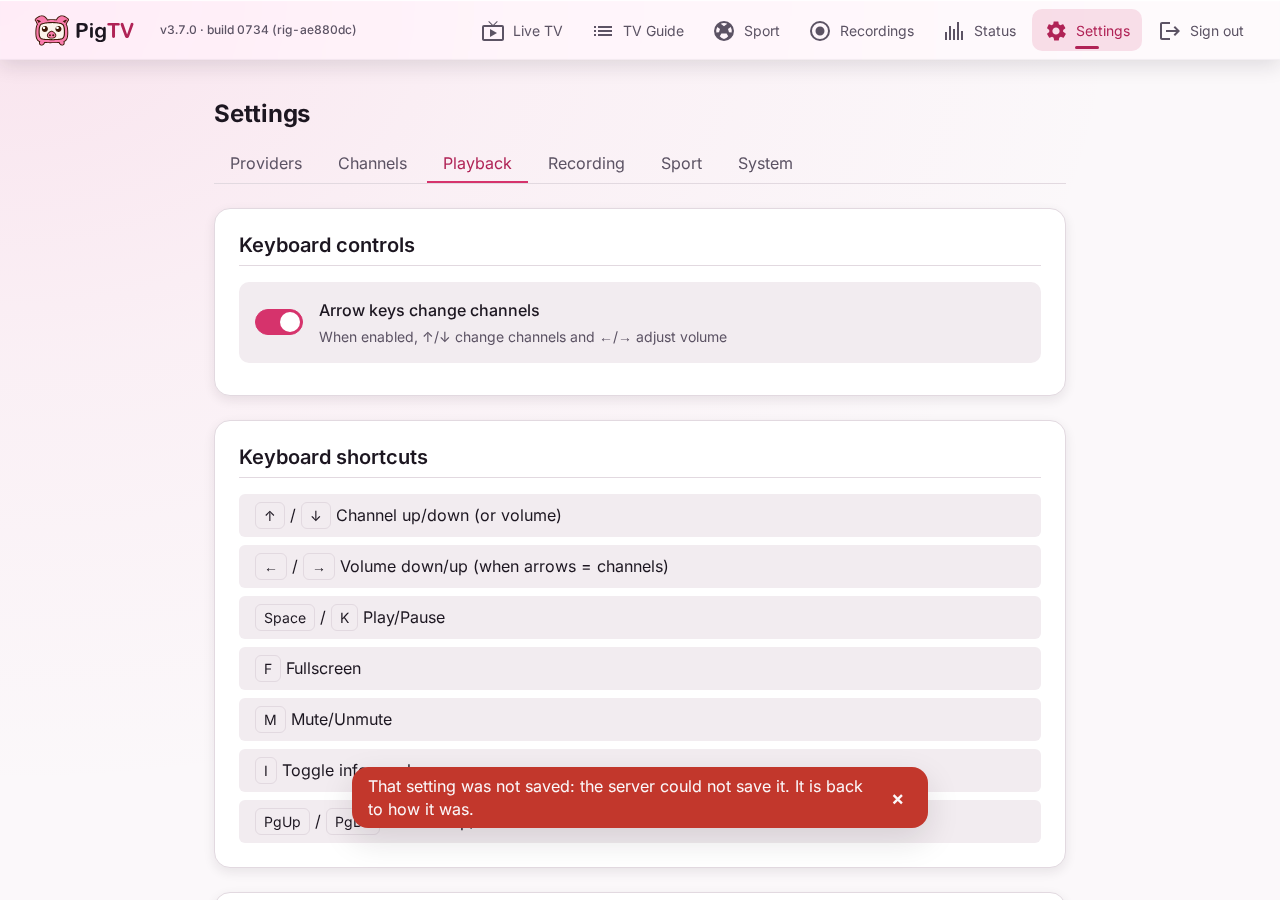 PigTV
v3.7.0 · build 0734 (rig-ae880dc)
Live TV
TV Guide
Sport
Recordings
Status
Settings
Sign out
Settings
Providers
Channels
Playback
Recording
Sport
System
Keyboard controls
Arrow keys change channels
When enabled, ↑/↓ change channels and ←/→ adjust volume
Keyboard shortcuts
↑ / ↓ Channel up/down (or volume)
← / → Volume down/up (when arrows = channels)
Space / K Play/Pause
F Fullscreen
M Mute/Unmute
I Toggle
PgUp /
That setting was not saved: the server could not save it. It is back
to how it was.
×